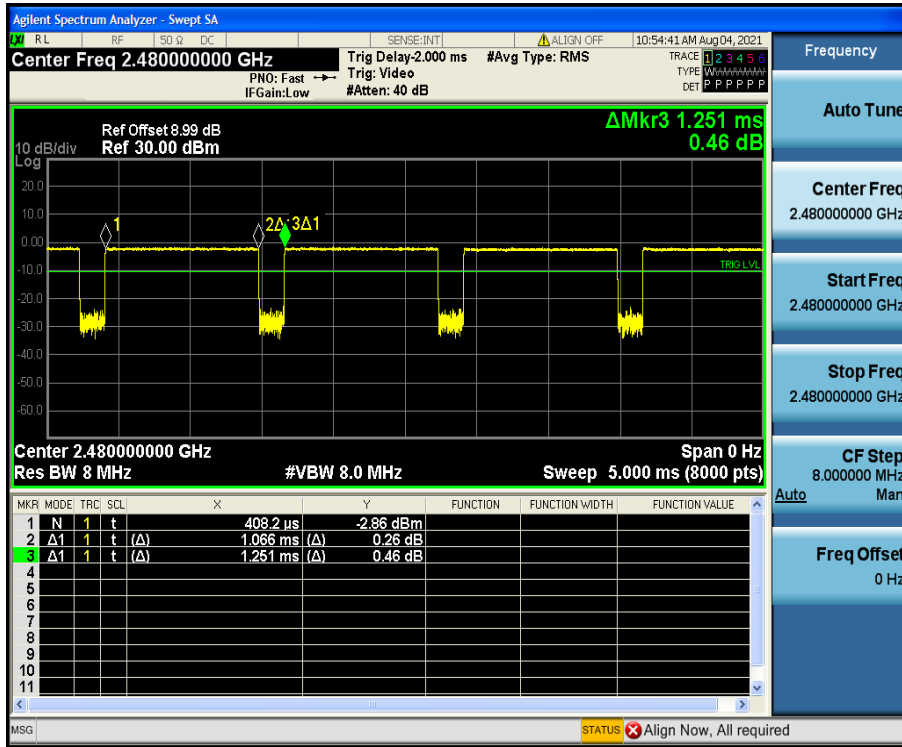 Agilent Spectrum Analyzer - Swept SA
LXI RL RF 50 Ω DC SENSE:INT ALIGN OFF 10:54:41 AM Aug 04, 2021
Center Freq 2.480000000 GHz
PNO: Fast
IFGain:Low
Trig Delay-2.000 ms
Trig: Video
#Atten: 40 dB
#Avg Type: RMS
TRACE 1 2 3 4 5 6
TYPE WWWWWW
DET P P P P P P
Frequency
Auto Tune
Center Freq
2.480000000 GHz
Start Freq
2.480000000 GHz
Stop Freq
2.480000000 GHz
CF Step
8.000000 MHz
Auto Man
Freq Offset
0 Hz
ΔMkr3 1.251 ms
0.46 dB
Ref Offset 8.99 dB
10 dB/div Ref 30.00 dBm
Log
20.0
10.0
0.00
-10.0
-20.0
-30.0
-40.0
-50.0
-60.0
1
2Δ 3Δ1
TRIG LVL
Center 2.480000000 GHz Span 0 Hz
Res BW 8 MHz #VBW 8.0 MHz Sweep 5.000 ms (8000 pts)
MKR MODE TRC SCL X Y FUNCTION FUNCTION WIDTH FUNCTION VALUE
1 N 1 t 408.2 µs -2.86 dBm
2 Δ1 1 t (Δ) 1.066 ms (Δ) 0.26 dB
3 Δ1 1 t (Δ) 1.251 ms (Δ) 0.46 dB
4
5
6
7
8
9
10
11
MSG STATUS Align Now, All required